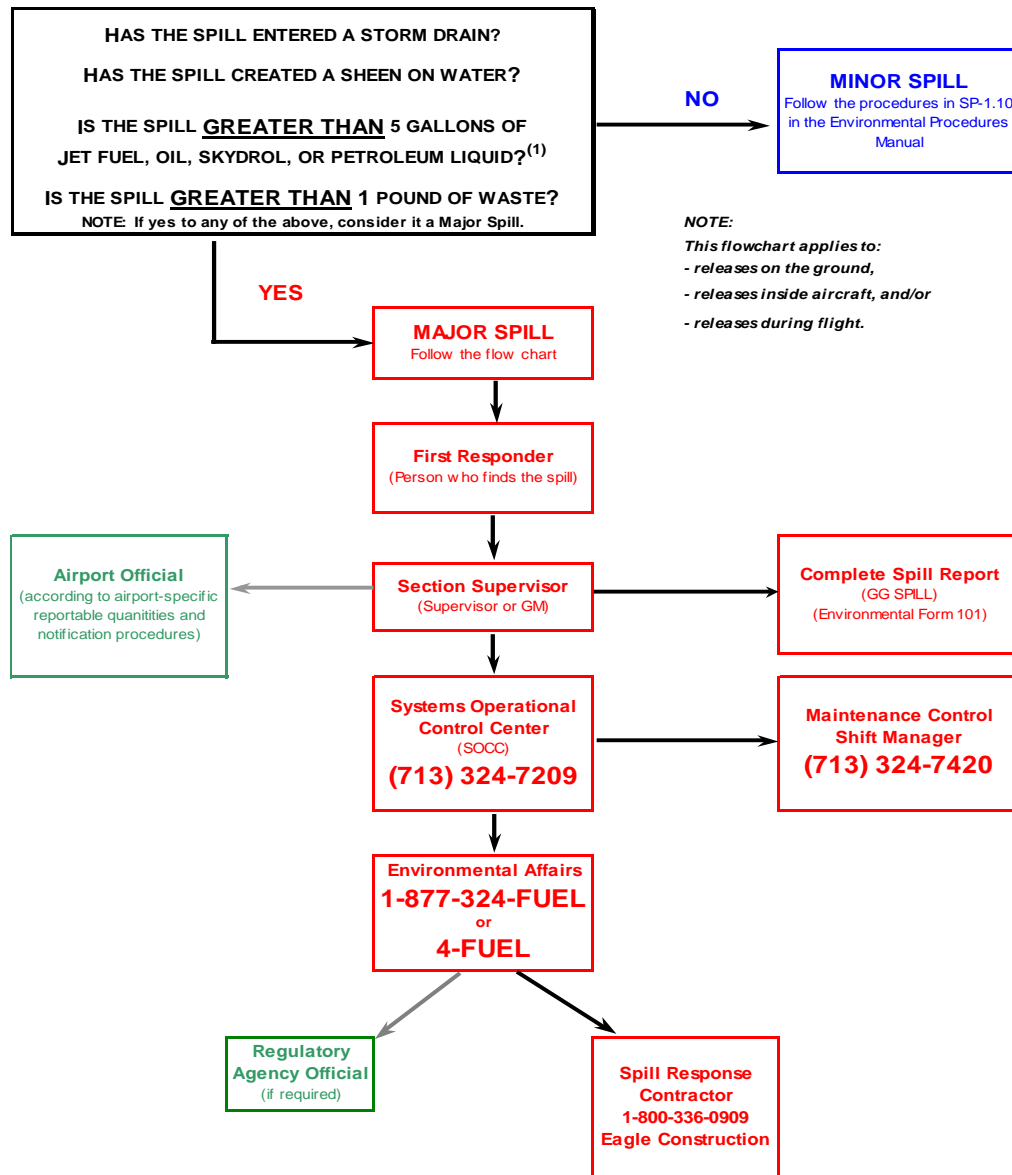 HAS THE SPILL ENTERED A STORM DRAIN?
HAS THE SPILL CREATED A SHEEN ON WATER?
IS THE SPILL GREATER THAN 5 GALLONS OF
JET FUEL, OIL, SKYDROL, OR PETROLEUM LIQUID?(1)
IS THE SPILL GREATER THAN 1 POUND OF WASTE?
NOTE: If yes to any of the above, consider it a Major Spill.
NO
MINOR SPILL
Follow the procedures in SP-1.10
in the Environmental Procedures
Manual
NOTE:
This flowchart applies to:
- releases on the ground,
- releases inside aircraft, and/or
- releases during flight.
YES
MAJOR SPILL
Follow the flow chart
First Responder
(Person who finds the spill)
Airport Official
(according to airport-specific
reportable quanitities and
notification procedures)
Section Supervisor
(Supervisor or GM)
Complete Spill Report
(GG SPILL)
(Environmental Form 101)
Systems Operational
Control Center
(SOCC)
(713) 324-7209
Maintenance Control
Shift Manager
(713) 324-7420
Environmental Affairs
1-877-324-FUEL
or
4-FUEL
Regulatory
Agency Official
(if required)
Spill Response
Contractor
1-800-336-0909
Eagle Construction